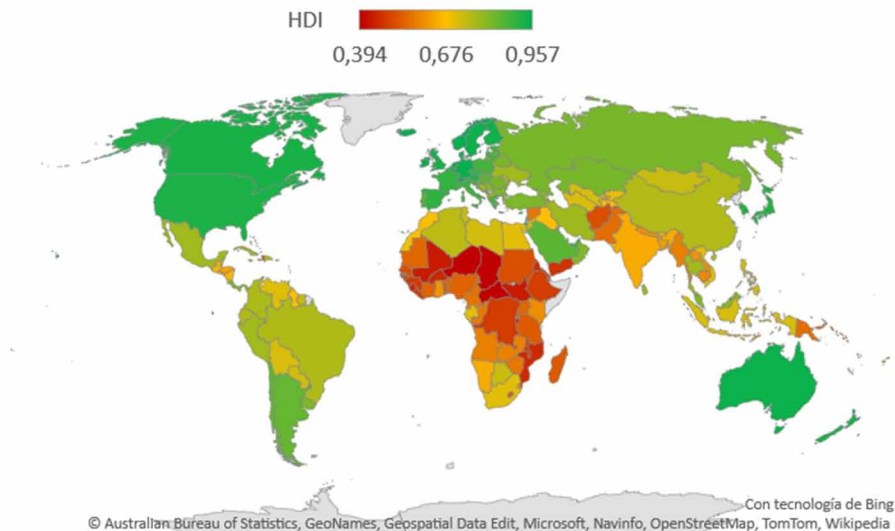 HDI
0,394 0,676 0,957
Con tecnología de Bing
© Australian Bureau of Statistics, GeoNames, Geospatial Data Edit, Microsoft, Navinfo, OpenStreetMap, TomTom, Wikipedia